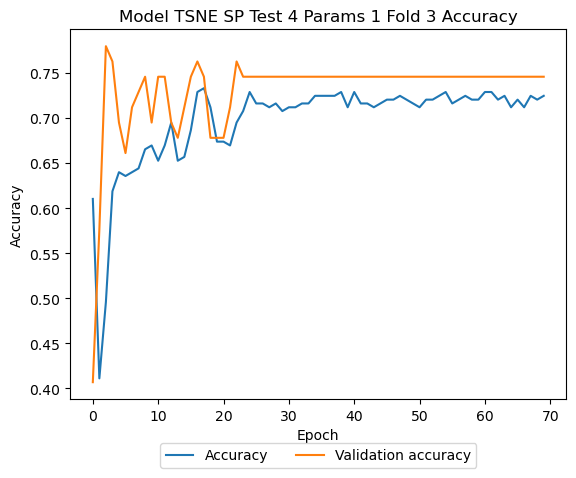 Model TSNE SP Test 4 Params 1 Fold 3 Accuracy
0.75
0.70
0.65
0.60
0.55
0.50
0.45
0.40
Accuracy
0 10 20 30 40 50 60 70
Epoch
Accuracy Validation accuracy